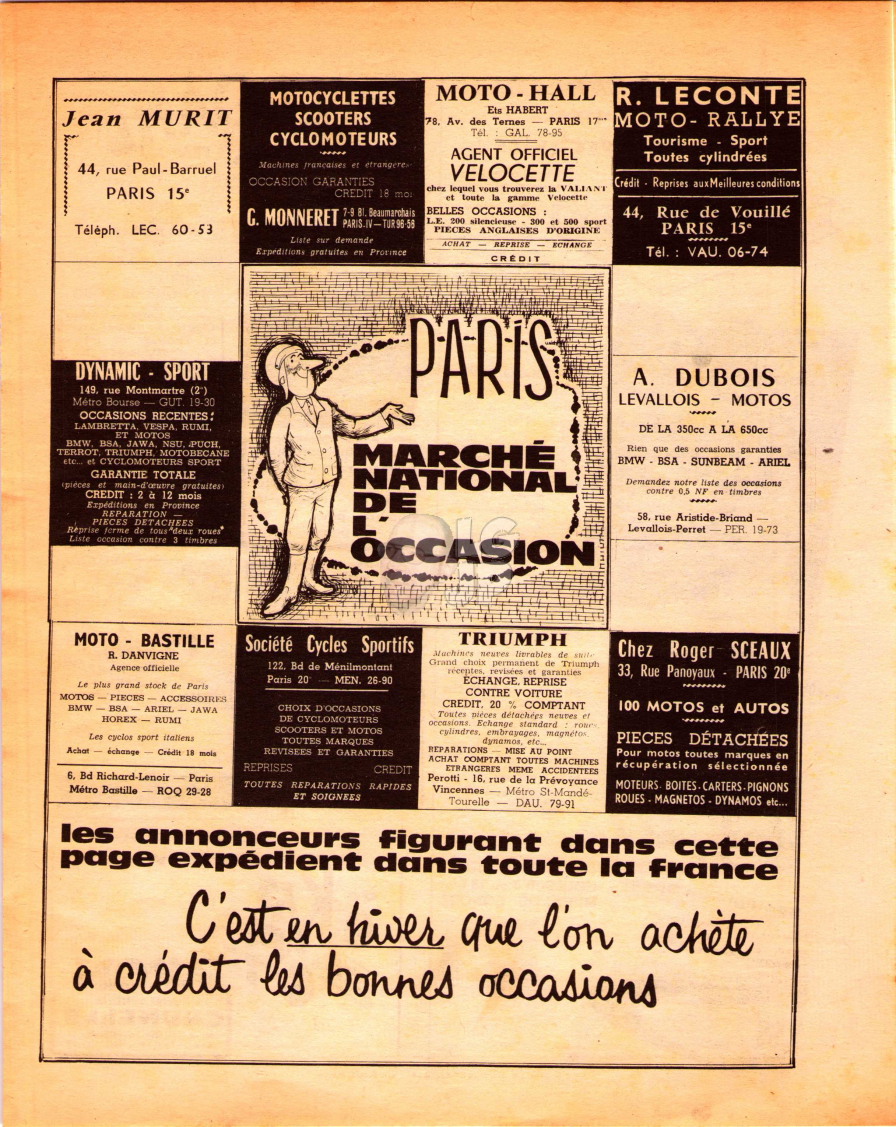 Jean MURIT
44, rue Paul-Barruel
PARIS 15e
Téléph. LEC. 60-53
MOTOCYCLETTES
SCOOTERS
CYCLOMOTEURS
Machines françaises et étrangères
OCCASION GARANTIES
CREDIT 18 moi
G. MONNERET 7-9 Bl. Beaumarchais
PARIS. IV — TUR 96-56
Liste sur demande
Expéditions gratuites en Province
MOTO - HALL
Ets HABERT
78, Av. des Ternes — PARIS 17me
Tél. : GAL. 78-95
AGENT OFFICIEL
VELOCETTE
chez lequel vous trouverez la VALIANT
et toute la gamme Velocette
BELLES OCCASIONS :
L.E. 200 silencieuse - 300 et 500 sport
PIECES ANGLAISES D'ORIGINE
ACHAT — REPRISE — ECHANGE
CRÉDIT
R. LECONTE
MOTO - RALLYE
Tourisme - Sport
Toutes cylindrées
Crédit - Reprises aux Meilleures conditions
44, Rue de Vouillé
PARIS 15e
Tél. : VAU. 06-74
PARIS
MARCHÉ
NATIONAL
DE
L'
OCCASION
DYNAMIC - SPORT
149, rue Montmartre (2e)
Métro Bourse — GUT. 19-30
OCCASIONS RECENTES :
LAMBRETTA, VESPA, RUMI,
ET MOTOS
BMW, BSA, JAWA, NSU, PUCH,
TERROT, TRIUMPH, MOTOBECANE
etc... et CYCLOMOTEURS SPORT
GARANTIE TOTALE
(pièces et main-d'œuvre gratuites)
CREDIT : 2 à 12 mois
Expéditions en Province
REPARATION —
PIECES DETACHEES
Reprise ferme de tous "deux roues"
Liste occasion contre 3 timbres
A. DUBOIS
LEVALLOIS - MOTOS
DE LA 350cc A LA 650cc
Rien que des occasions garanties
BMW - BSA - SUNBEAM - ARIEL
Demandez notre liste des occasions
contre 0,5 NF en timbres
58, rue Aristide-Briand —
Levallois-Perret — PER. 19-73
MOTO - BASTILLE
R. DANVIGNE
Agence officielle
Le plus grand stock de Paris
MOTOS — PIECES — ACCESSOIRES
BMW — BSA — ARIEL — JAWA
HOREX — RUMI
Les cyclos sport italiens
Achat — échange — Crédit 18 mois
6, Bd Richard-Lenoir — Paris
Métro Bastille — ROQ 29-28
Société Cycles Sportifs
122, Bd de Ménilmontant
Paris 20e — MEN. 26-90
CHOIX D'OCCASIONS
DE CYCLOMOTEURS
SCOOTERS ET MOTOS
TOUTES MARQUES
REVISEES ET GARANTIES
REPRISES CREDIT
TOUTES REPARATIONS RAPIDES
ET SOIGNEES
TRIUMPH
Machines neuves livrables de suite
Grand choix permanent de Triumph
récentes, revisées et garanties
ECHANGE, REPRISE
CONTRE VOITURE
CREDIT, 20 % COMPTANT
Toutes pièces détachées neuves et
occasions. Echange standard : roues,
cylindres, embrayages, magnétos,
dynamos, etc...
REPARATIONS — MISE AU POINT
ACHAT COMPTANT TOUTES MACHINES
ETRANGERES MEME ACCIDENTEES
Perotti - 16, rue de la Prévoyance
Vincennes — Métro St-Mandé-
Tourelle — DAU. 79-91
Chez Roger SCEAUX
33, Rue Panoyaux - PARIS 20e
100 MOTOS et AUTOS
PIECES DÉTACHÉES
Pour motos toutes marques en
récupération sélectionnée
MOTEURS - BOITES - CARTERS - PIGNONS
ROUES - MAGNETOS - DYNAMOS etc...
les annonceurs figurant dans cette
page expédient dans toute la france
C'est en hiver que l'on achète
à crédit les bonnes occasions